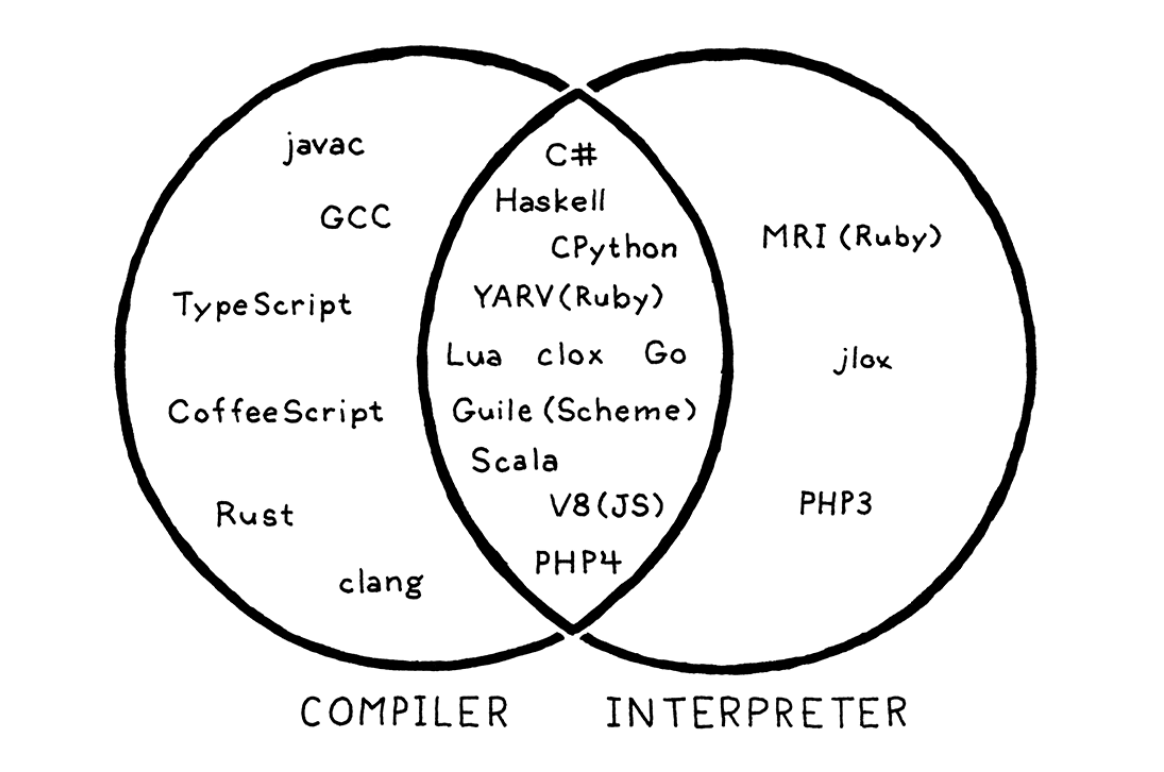 javac
GCC
TypeScript
CoffeeScript
Rust
clang
C#
Haskell
CPython
YARV (Ruby)
Lua clox Go
Guile (Scheme)
Scala
V8 (JS)
PHP4
MRI (Ruby)
jlox
PHP3
COMPILER INTERPRETER